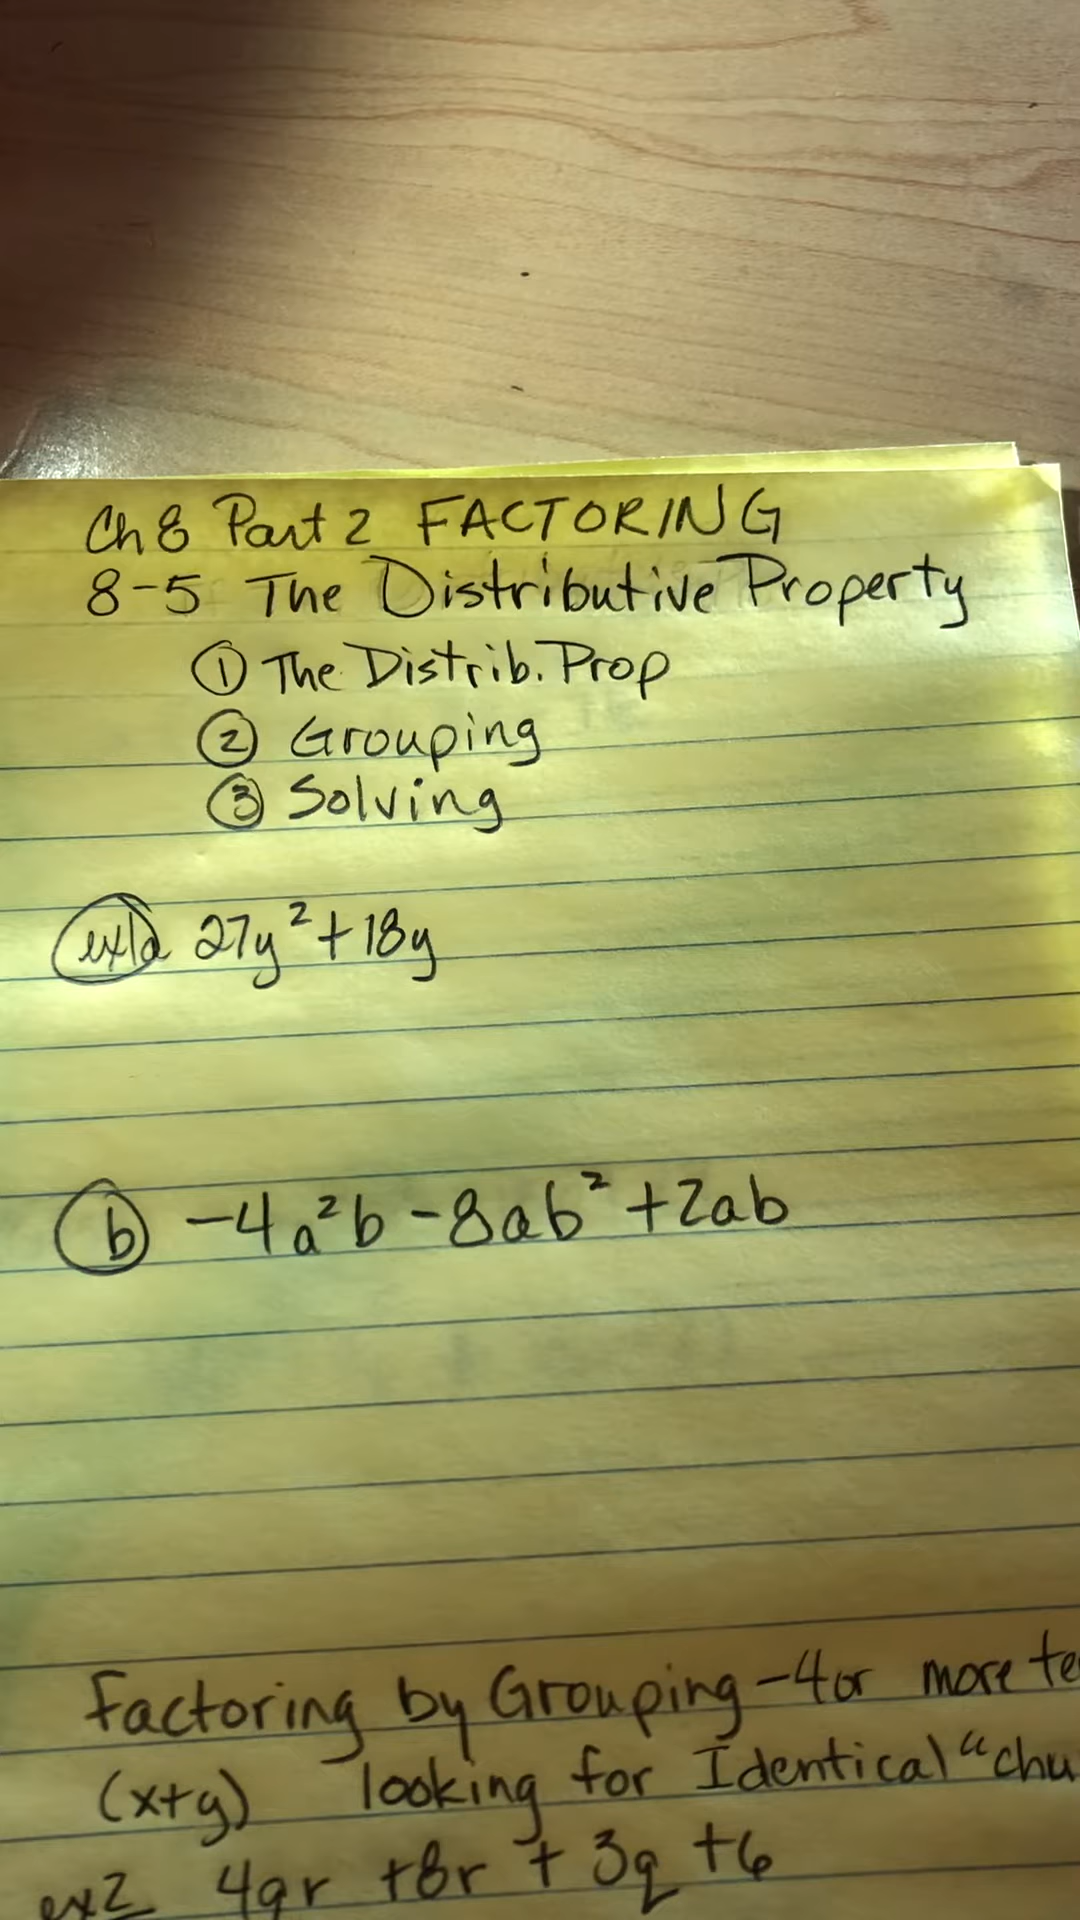 Ch 8 Part 2 FACTORING
8-5 The Distributive Property
① The Distrib. Prop
② Grouping
③ Solving
ex1a 27y²+18y
b -4a²b-8ab²+2ab
Factoring by Grouping-4 or more
(x+y) looking for Identical
ex2 4qr +8r + 3q +6